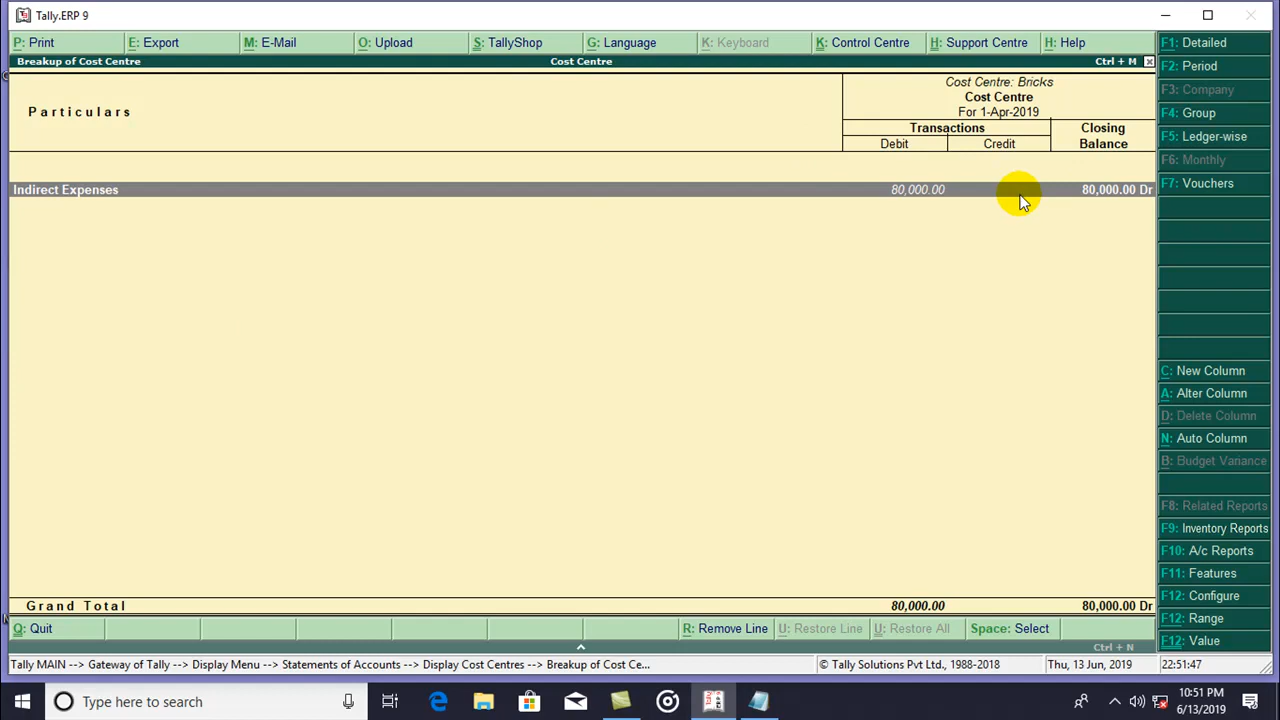 Tally.ERP 9
P: Print E: Export M: E-Mail O: Upload S: TallyShop G: Language K: Keyboard K: Control Centre H: Support Centre H: Help
Breakup of Cost Centre Cost Centre Ctrl + M
Particulars
Cost Centre: Bricks
Cost Centre
For 1-Apr-2019
Transactions Closing
Debit Credit Balance
Indirect Expenses 80,000.00 80,000.00 Dr
Grand Total 80,000.00 80,000.00 Dr
F1: Detailed
F2: Period
F3: Company
F4: Group
F5: Ledger-wise
F6: Monthly
F7: Vouchers
C: New Column
A: Alter Column
D: Delete Column
N: Auto Column
B: Budget Variance
F8: Related Reports
F9: Inventory Reports
F10: A/c Reports
F11: Features
F12: Configure
F12: Range
F12: Value
Q: Quit R: Remove Line U: Restore Line U: Restore All Space: Select
Ctrl + N
Tally MAIN --> Gateway of Tally --> Display Menu --> Statements of Accounts --> Display Cost Centres --> Breakup of Cost Ce... © Tally Solutions Pvt Ltd., 1988-2018 Thu, 13 Jun, 2019 22:51:47
Type here to search
10:51 PM
6/13/2019